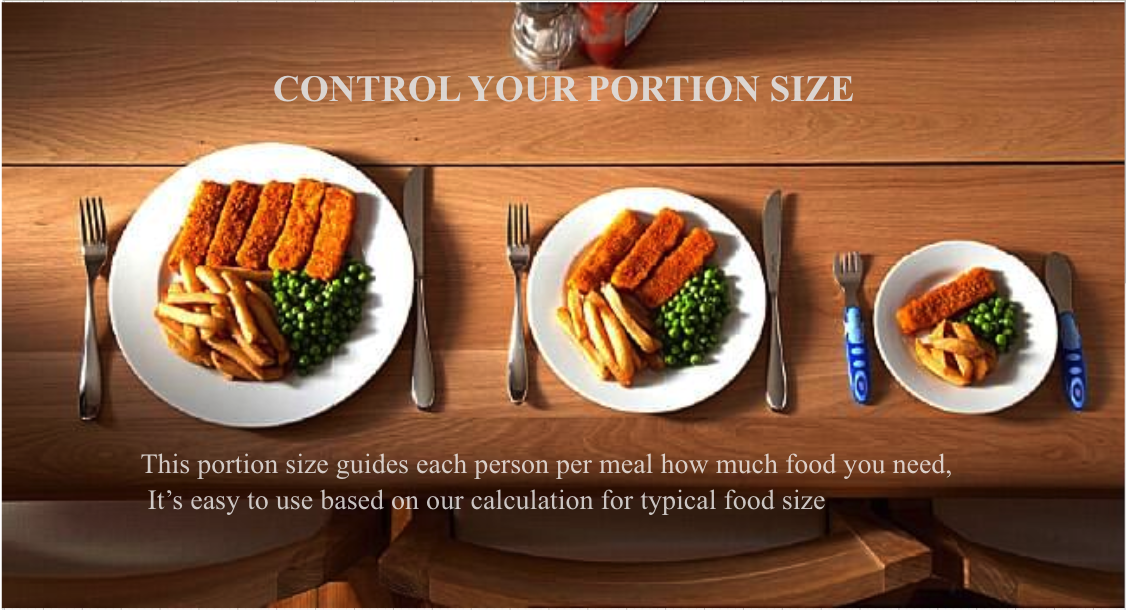 CONTROL YOUR PORTION SIZE
This portion size guides each person per meal how much food you need,
It’s easy to use based on our calculation for typical food size